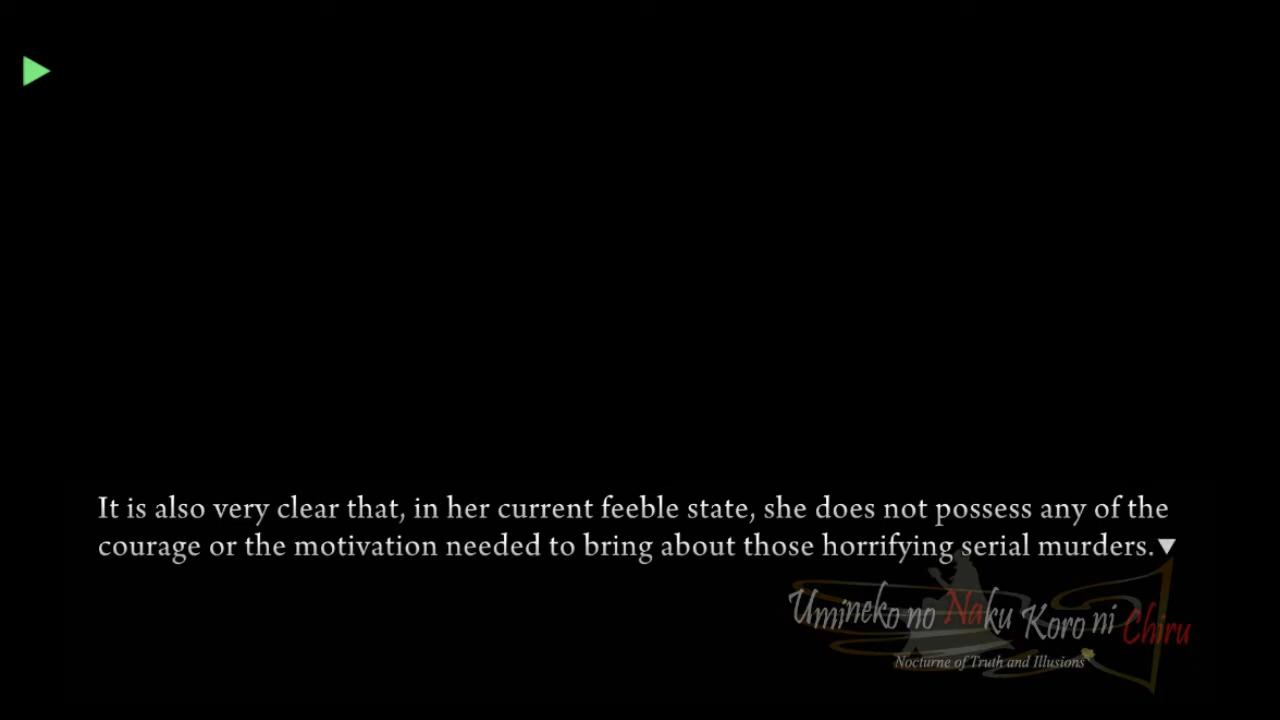 It is also very clear that, in her current feeble state, she does not possess any of the
courage or the motivation needed to bring about those horrifying serial murders.
Umineko no Naku Koro ni Chiru
Nocturne of Truth and Illusions